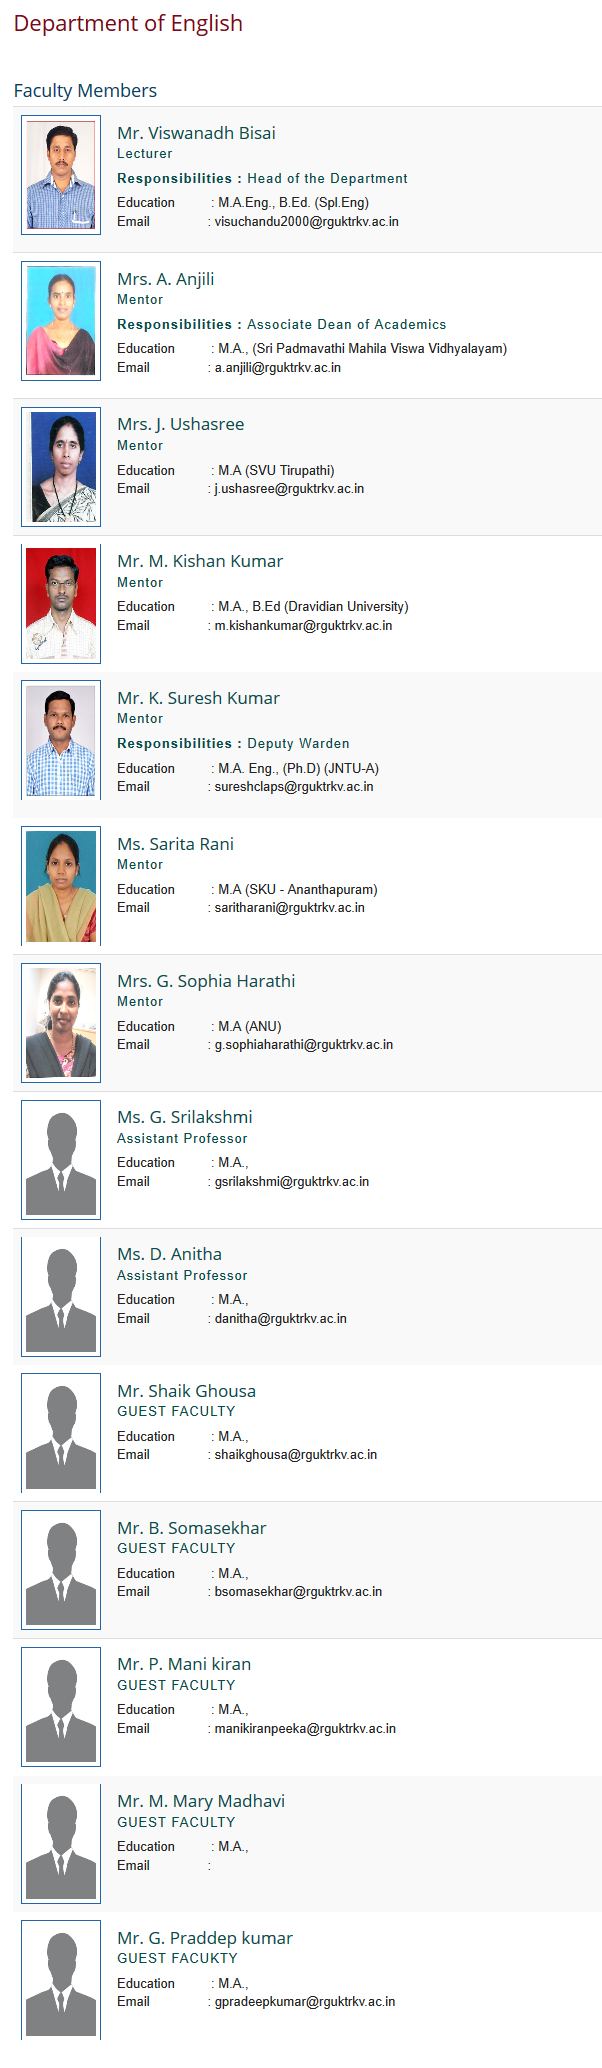 Department of English
Faculty Members
Mr. Viswanadh Bisai
Lecturer
Responsibilities : Head of the Department
Education : M.A.Eng., B.Ed. (Spl.Eng)
Email : visuchandu2000@rguktrkv.ac.in
Mrs. A. Anjili
Mentor
Responsibilities : Associate Dean of Academics
Education : M.A., (Sri Padmavathi Mahila Viswa Vidhyalayam)
Email : a.anjili@rguktrkv.ac.in
Mrs. J. Ushasree
Mentor
Education : M.A (SVU Tirupathi)
Email : j.ushasree@rguktrkv.ac.in
Mr. M. Kishan Kumar
Mentor
Education : M.A., B.Ed (Dravidian University)
Email : m.kishankumar@rguktrkv.ac.in
Mr. K. Suresh Kumar
Mentor
Responsibilities : Deputy Warden
Education : M.A. Eng., (Ph.D) (JNTU-A)
Email : sureshclaps@rguktrkv.ac.in
Ms. Sarita Rani
Mentor
Education : M.A (SKU - Ananthapuram)
Email : saritharani@rguktrkv.ac.in
Mrs. G. Sophia Harathi
Mentor
Education : M.A (ANU)
Email : g.sophiaharathi@rguktrkv.ac.in
Ms. G. Srilakshmi
Assistant Professor
Education : M.A.,
Email : gsrilakshmi@rguktrkv.ac.in
Ms. D. Anitha
Assistant Professor
Education : M.A.,
Email : danitha@rguktrkv.ac.in
Mr. Shaik Ghousa
GUEST FACULTY
Education : M.A.,
Email : shaikghousa@rguktrkv.ac.in
Mr. B. Somasekhar
GUEST FACULTY
Education : M.A.,
Email : bsomasekhar@rguktrkv.ac.in
Mr. P. Mani kiran
GUEST FACULTY
Education : M.A.,
Email : manikiranpeeka@rguktrkv.ac.in
Mr. M. Mary Madhavi
GUEST FACULTY
Education : M.A.,
Email :
Mr. G. Praddep kumar
GUEST FACUKTY
Education : M.A.,
Email : gpradeepkumar@rguktrkv.ac.in